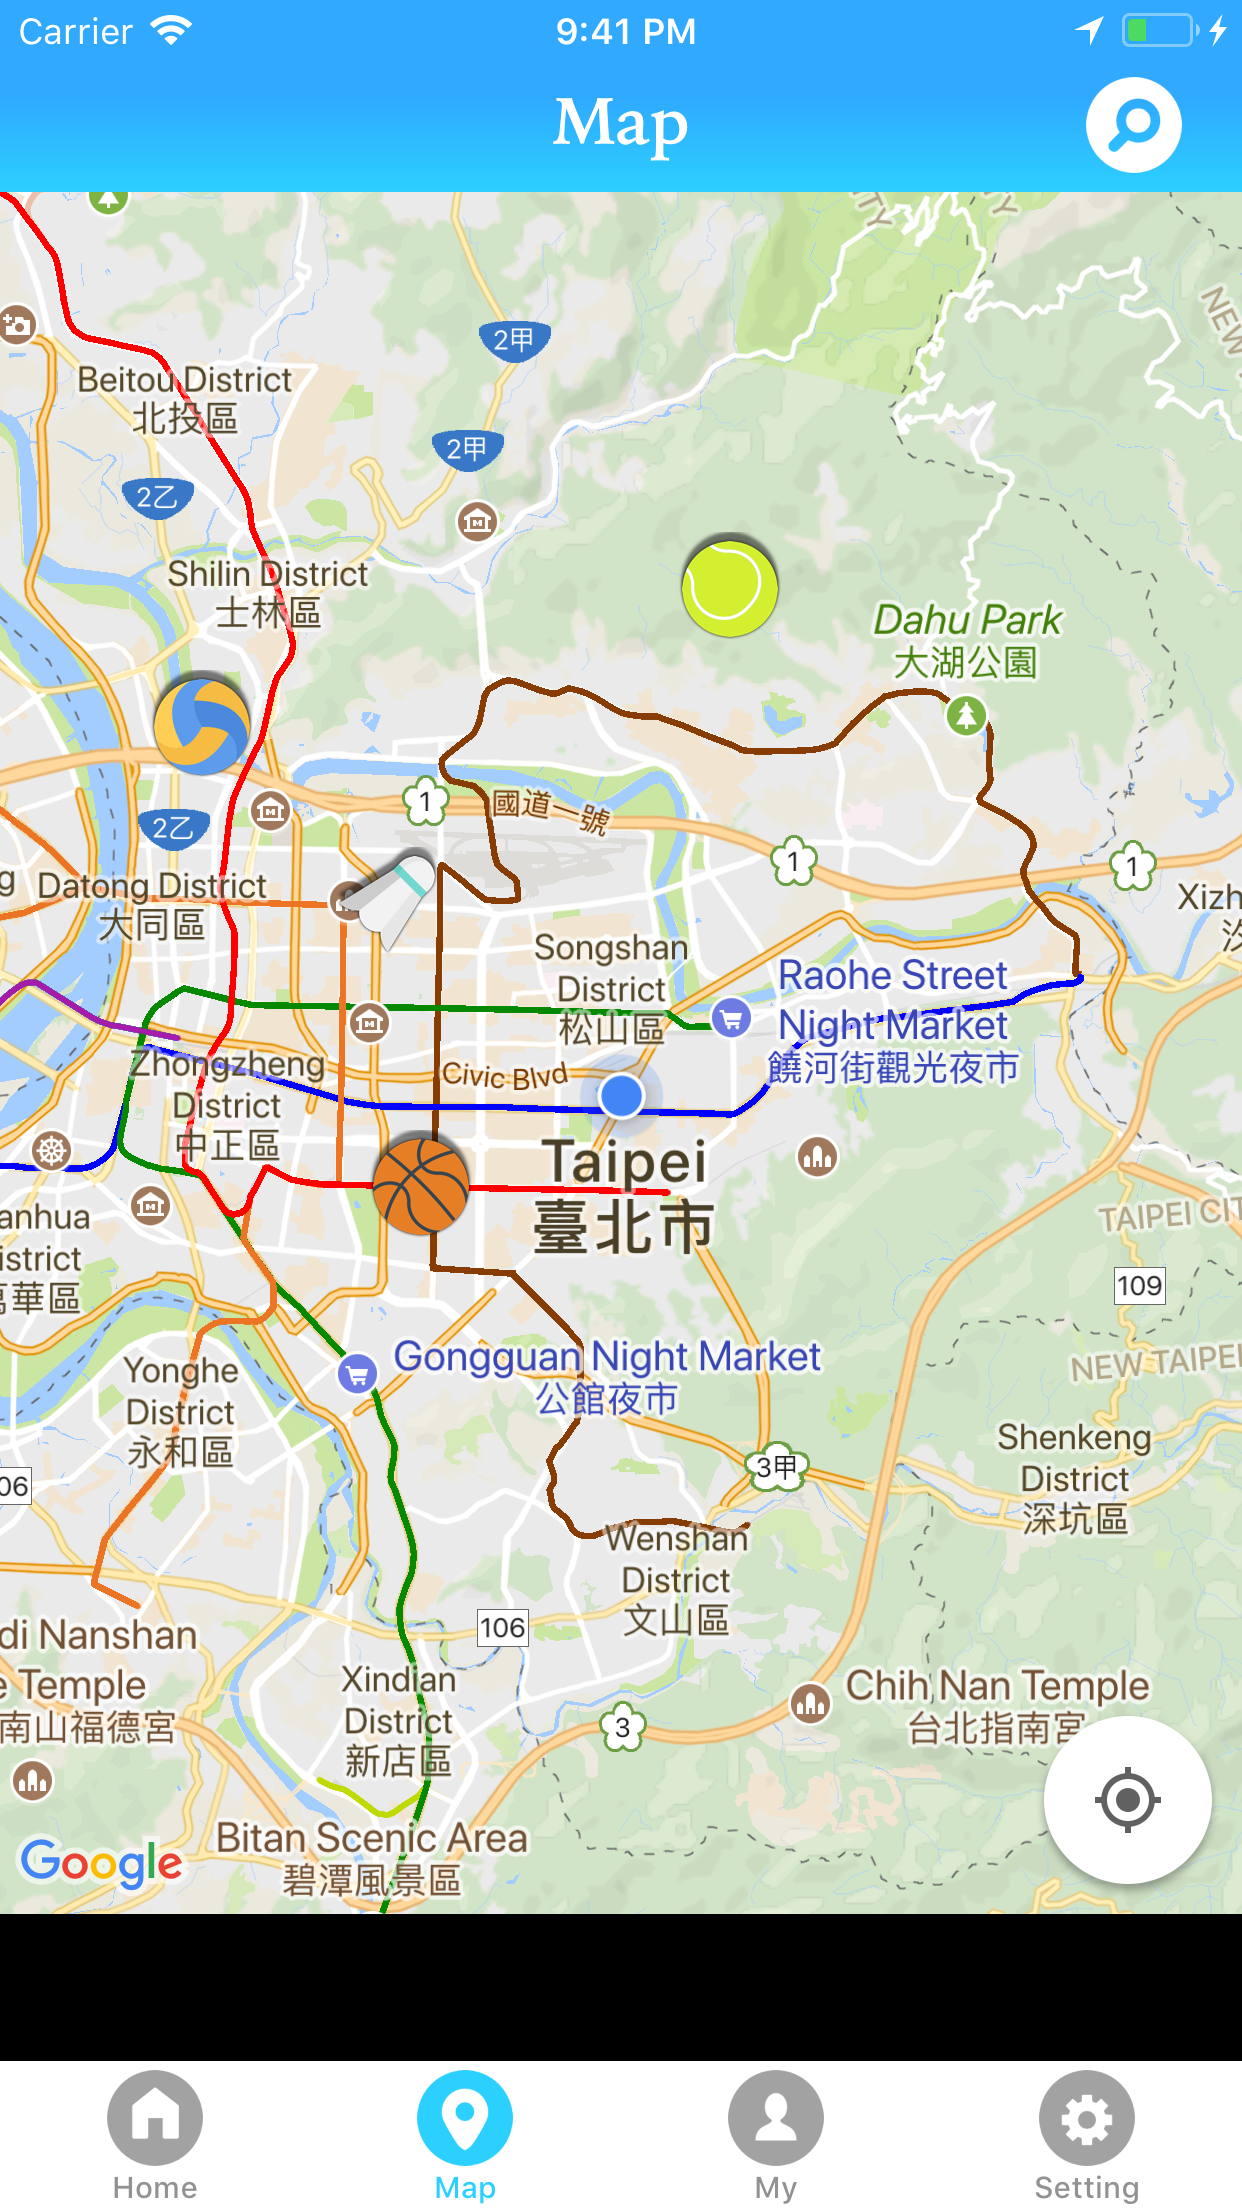 Carrier
9:41 PM
Map
2甲
Beitou District
北投區
2甲
2乙
Shilin District
士林區
Dahu Park
大湖公園
1
國道一號
2乙
1
1
Datong District
大同區
Xizh
汐
Songshan
District
松山區
Raohe Street
Night Market
饒河街觀光夜市
Zhongzheng
District
中正區
Civic Blvd
Taipei
臺北市
anhua
istrict
萬華區
TAIPEI CIT
109
Gongguan Night Market
公館夜市
NEW TAIPEI
Yonghe
District
永和區
06
3甲
Shenkeng
District
深坑區
Wenshan
District
文山區
106
di Nanshan
e Temple
南山福德宮
Xindian
District
新店區
3
Chih Nan Temple
台北指南宮
Bitan Scenic Area
碧潭風景區
Google
Home
Map
My
Setting